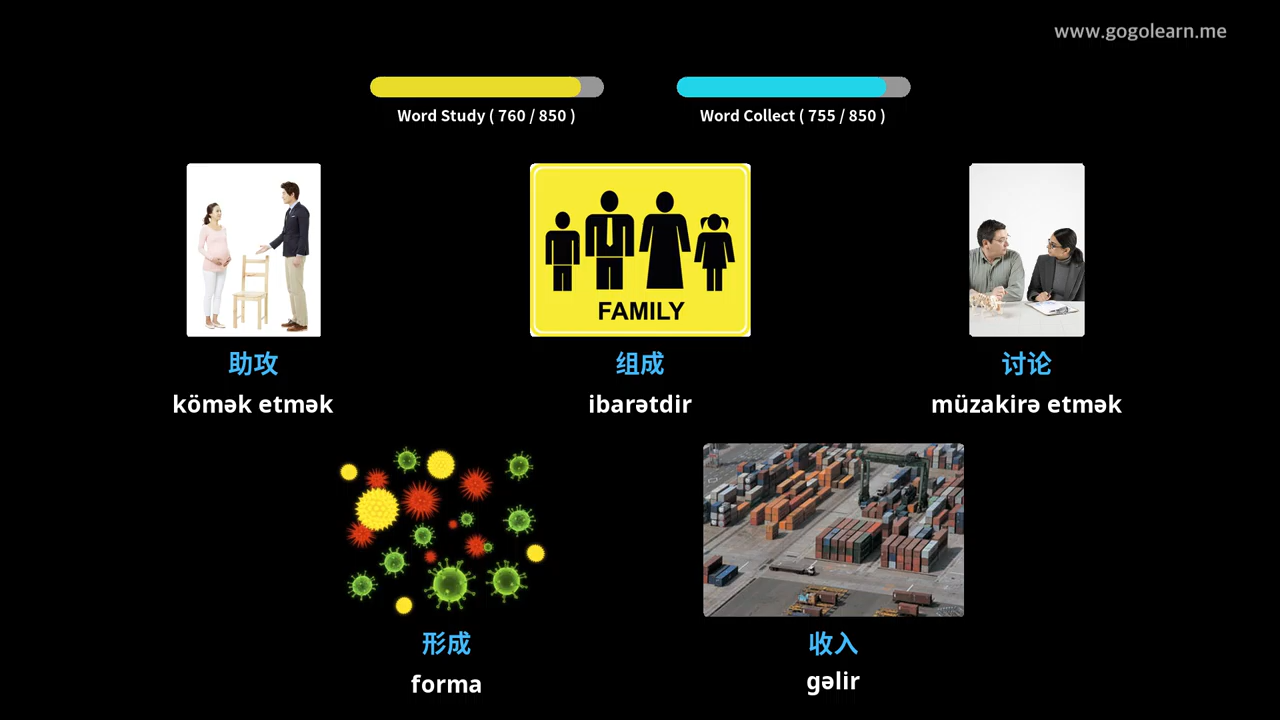 www.gogolearn.me
Word Study ( 760 / 850 )
Word Collect ( 755 / 850 )
FAMILY
助攻
组成
讨论
kömək etmək
ibarətdir
müzakirə etmək
形成
收入
forma
gəlir